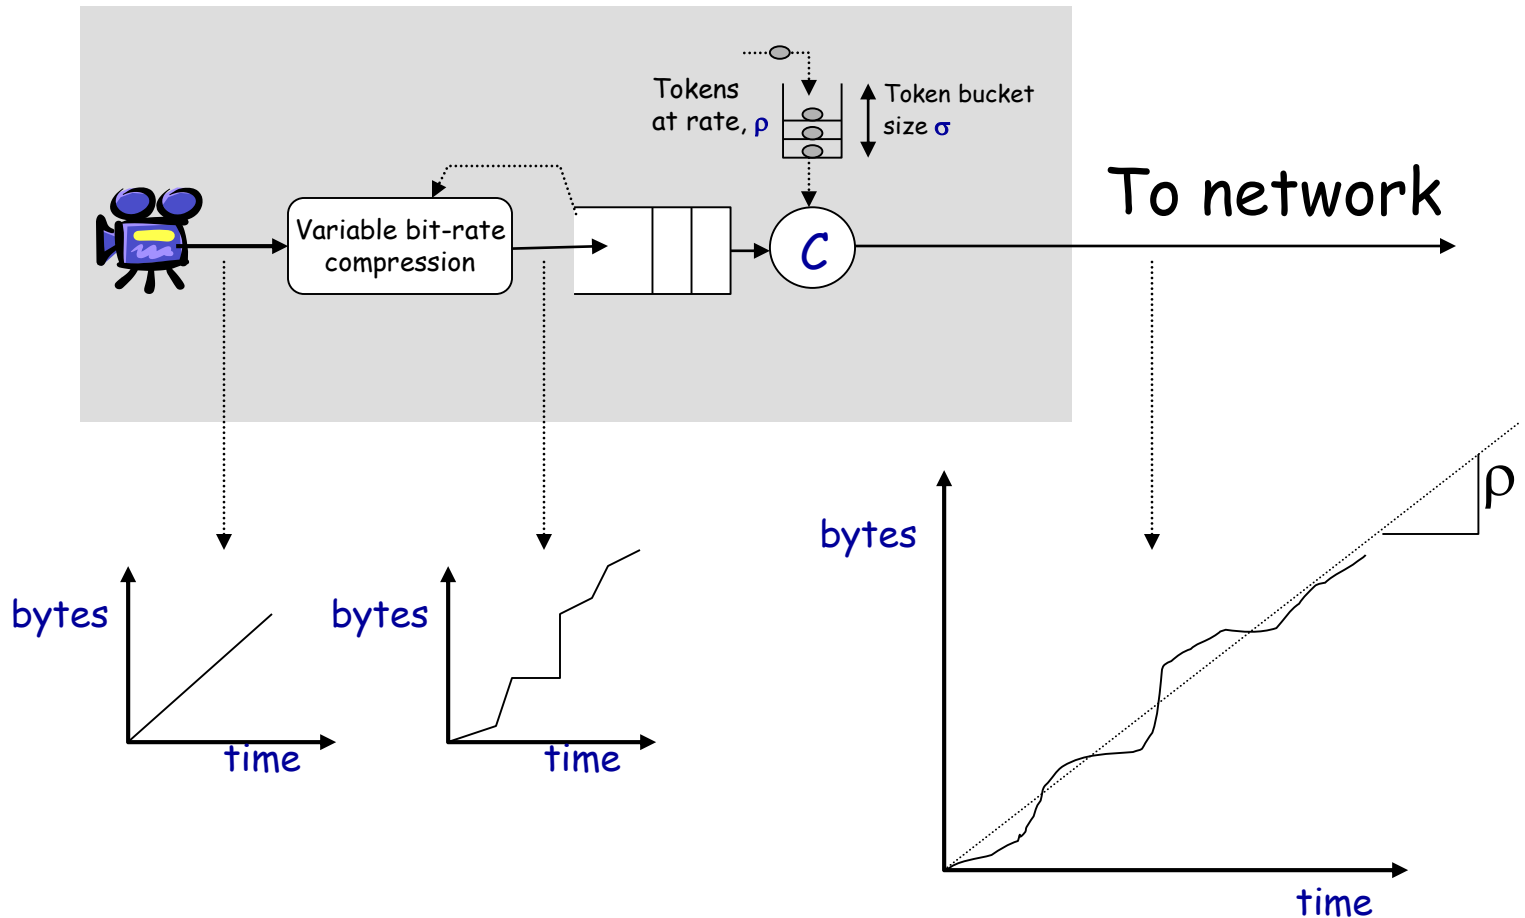 Tokens
at rate, ρ
Token bucket
size σ
To network
Variable bit-rate
compression
C
ρ
bytes
bytes
bytes
time
time
time